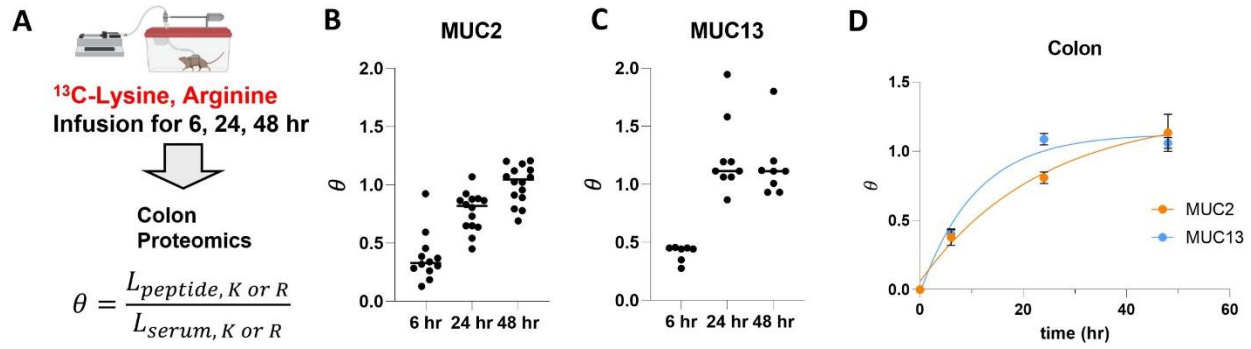 A
¹³C-Lysine, Arginine
Infusion for 6, 24, 48 hr
Colon
Proteomics
θ = L_peptide, K or R / L_serum, K or R
B
MUC2
2.0
1.5
1.0
0.5
0.0
θ
6 hr 24 hr 48 hr
C
MUC13
2.0
1.5
1.0
0.5
0.0
θ
6 hr 24 hr 48 hr
D
Colon
1.5
1.0
0.5
0.0
θ
0 20 40 60
time (hr)
MUC2
MUC13